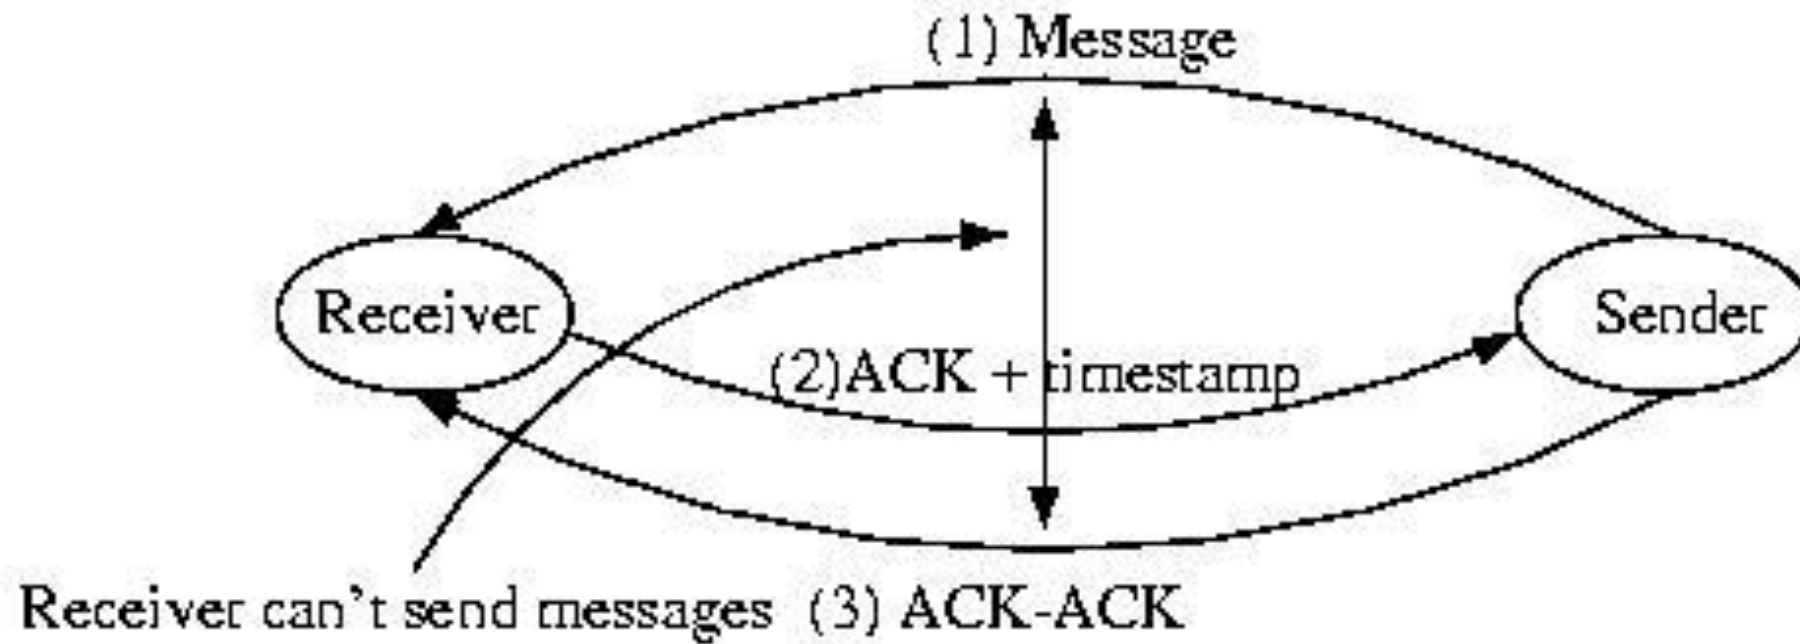 (1) Message
Receiver
Sender
(2)ACK + timestamp
Receiver can't send messages
(3) ACK-ACK